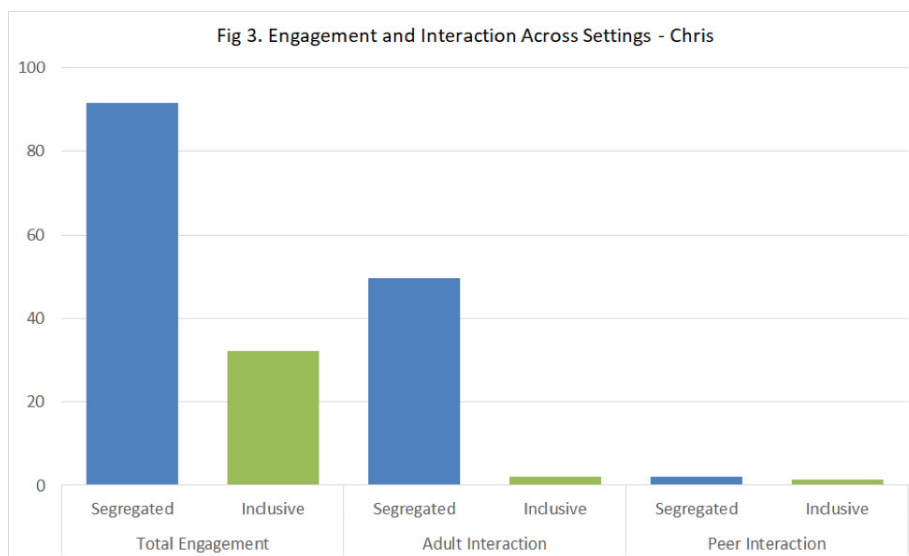 Fig 3. Engagement and Interaction Across Settings - Chris
100
80
60
40
20
0
Segregated Inclusive Segregated Inclusive Segregated Inclusive
Total Engagement Adult Interaction Peer Interaction